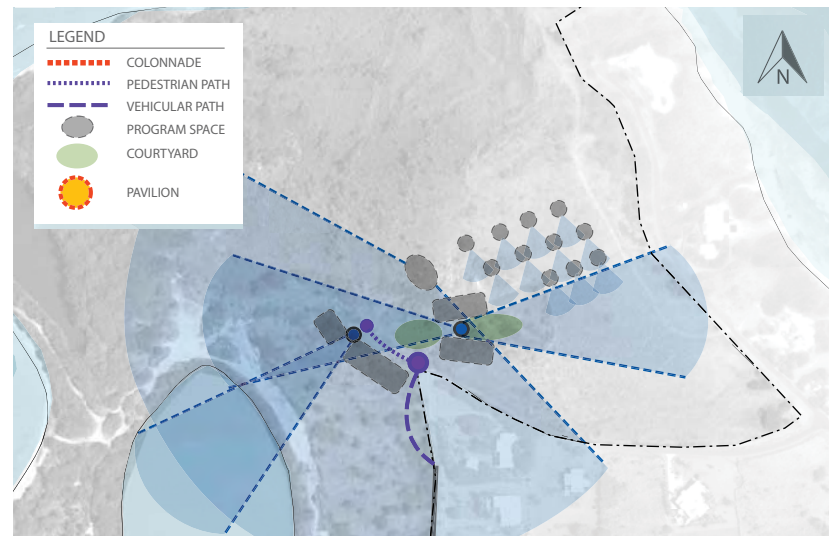 LEGEND
COLONNADE
PEDESTRIAN PATH
VEHICULAR PATH
PROGRAM SPACE
COURTYARD
PAVILION
N